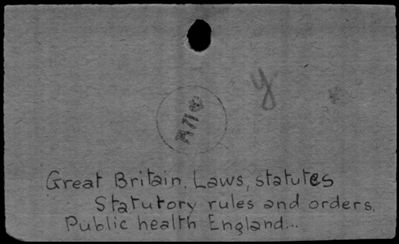 y
Great Britain. Laws, statutes
Statutory rules and orders.
Public health England...